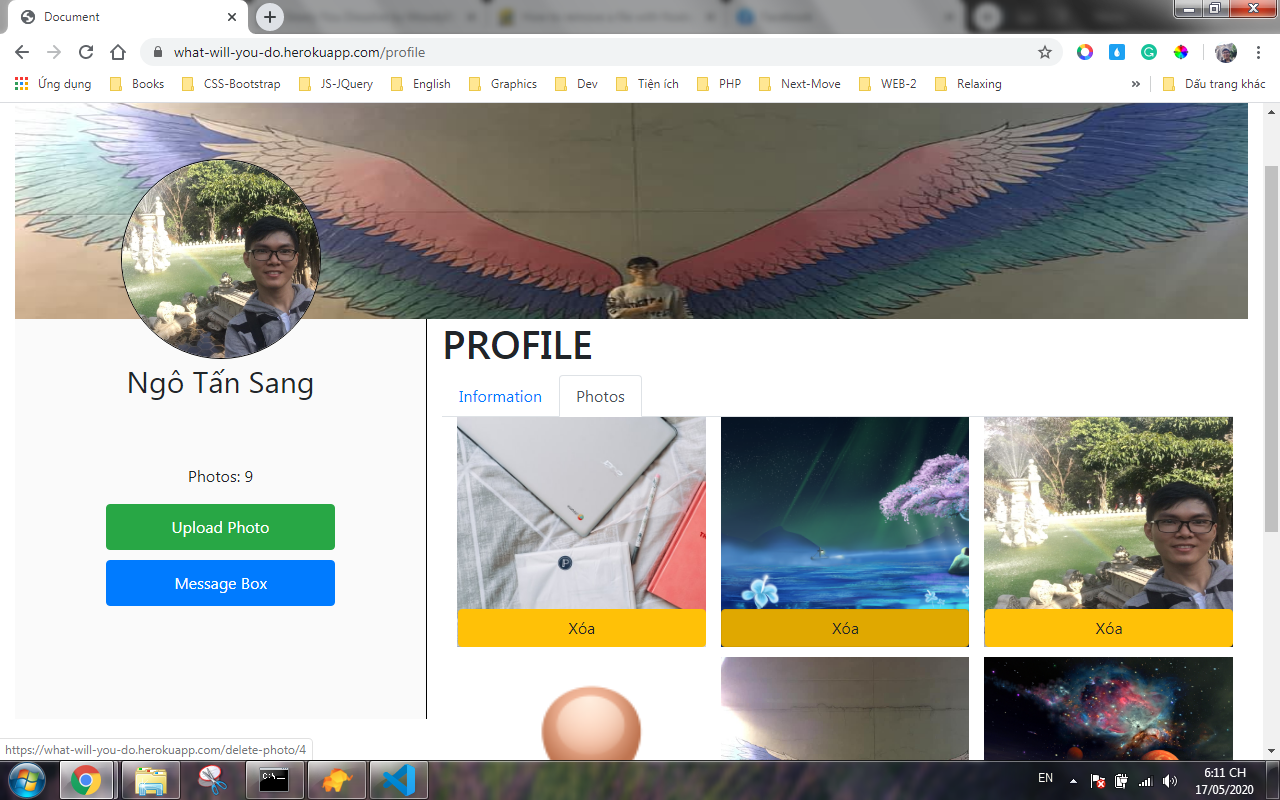 Document
what-will-you-do.herokuapp.com/profile
Ứng dụng Books CSS-Bootstrap JS-JQuery English Graphics Dev Tiện ích PHP Next-Move WEB-2 Relaxing » Dấu trang khác
Ngô Tấn Sang
Photos: 9
Upload Photo
Message Box
PROFILE
Information Photos
Xóa Xóa Xóa
https://what-will-you-do.herokuapp.com/delete-photo/4
EN
6:11 CH
17/05/2020